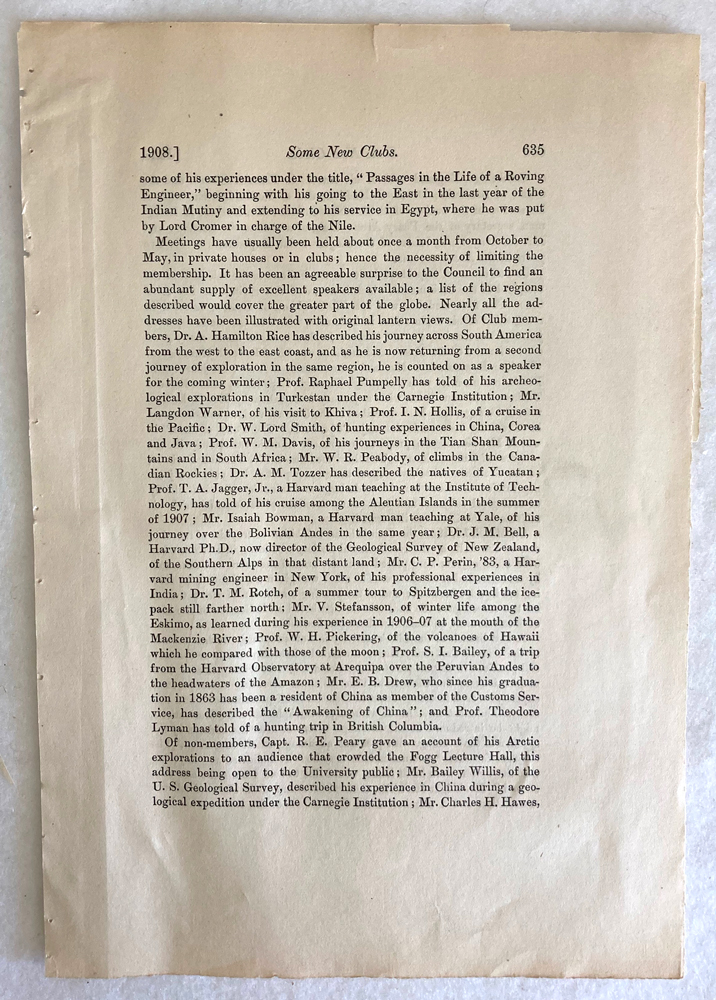 1908.] Some New Clubs. 635
some of his experiences under the title, “ Passages in the Life of a Roving
Engineer,” beginning with his going to the East in the last year of the
Indian Mutiny and extending to his service in Egypt, where he was put
by Lord Cromer in charge of the Nile.
Meetings have usually been held about once a month from October to
May, in private houses or in clubs ; hence the necessity of limiting the
membership. It has been an agreeable surprise to the Council to find an
abundant supply of excellent speakers available ; a list of the regions
described would cover the greater part of the globe. Nearly all the ad-
dresses have been illustrated with original lantern views. Of Club mem-
bers, Dr. A. Hamilton Rice has described his journey across South America
from the west to the east coast, and as he is now returning from a second
journey of exploration in the same region, he is counted on as a speaker
for the coming winter ; Prof. Raphael Pumpelly has told of his archeo-
logical explorations in Turkestan under the Carnegie Institution ; Mr.
Langdon Warner, of his visit to Khiva ; Prof. I. N. Hollis, of a cruise in
the Pacific ; Dr. W. Lord Smith, of hunting experiences in China, Corea
and Java ; Prof. W. M. Davis, of his journeys in the Tian Shan Moun-
tains and in South Africa ; Mr. W. R. Peabody, of climbs in the Cana-
dian Rockies ; Dr. A. M. Tozzer has described the natives of Yucatan ;
Prof. T. A. Jagger, Jr., a Harvard man teaching at the Institute of Tech-
nology, has told of his cruise among the Aleutian Islands in the summer
of 1907 ; Mr. Isaiah Bowman, a Harvard man teaching at Yale, of his
journey over the Bolivian Andes in the same year ; Dr. J. M. Bell, a
Harvard Ph.D., now director of the Geological Survey of New Zealand,
of the Southern Alps in that distant land ; Mr. C. P. Perin, ’83, a Har-
vard mining engineer in New York, of his professional experiences in
India ; Dr. T. M. Rotch, of a summer tour to Spitzbergen and the ice-
pack still farther north ; Mr. V. Stefansson, of winter life among the
Eskimo, as learned during his experience in 1906–07 at the mouth of the
Mackenzie River ; Prof. W. H. Pickering, of the volcanoes of Hawaii
which he compared with those of the moon ; Prof. S. I. Bailey, of a trip
from the Harvard Observatory at Arequipa over the Peruvian Andes to
the headwaters of the Amazon ; Mr. E. B. Drew, who since his gradua-
tion in 1863 has been a resident of China as member of the Customs Ser-
vice, has described the “ Awakening of China ” ; and Prof. Theodore
Lyman has told of a hunting trip in British Columbia.
Of non-members, Capt. R. E. Peary gave an account of his Arctic
explorations to an audience that crowded the Fogg Lecture Hall, this
address being open to the University public ; Mr. Bailey Willis, of the
U. S. Geological Survey, described his experience in China during a geo-
logical expedition under the Carnegie Institution ; Mr. Charles H. Hawes,